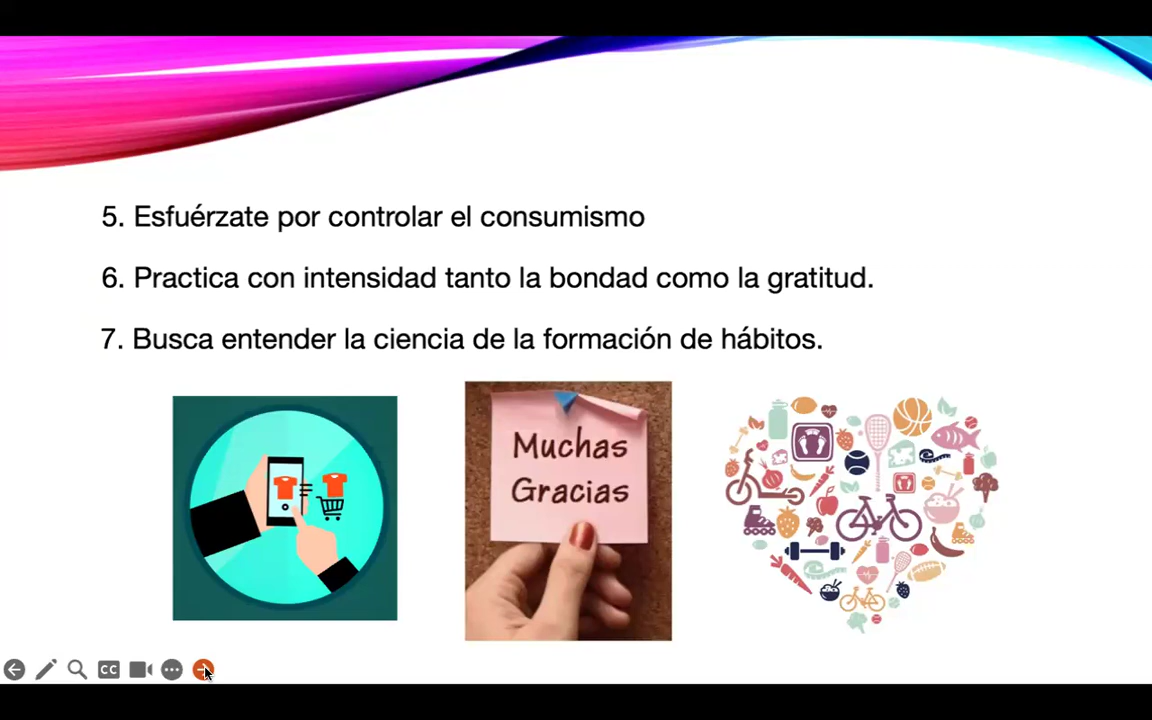 5. Esfuérzate por controlar el consumismo
6. Practica con intensidad tanto la bondad como la gratitud.
7. Busca entender la ciencia de la formación de hábitos.
Muchas
Gracias
CC